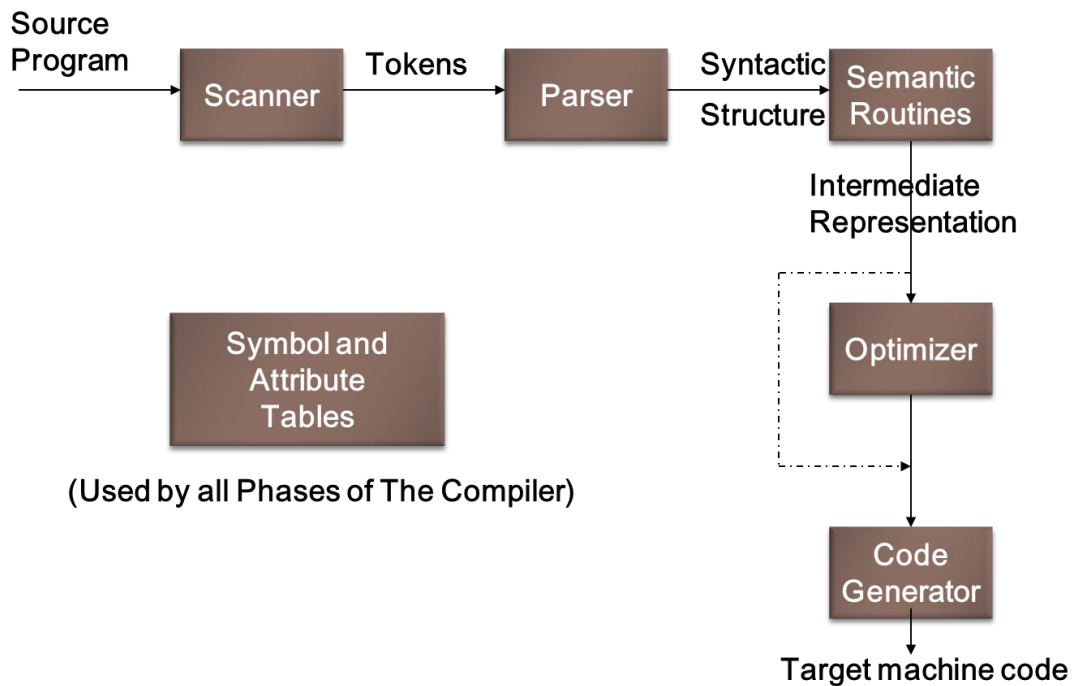 Source
Program
Scanner
Tokens
Parser
Syntactic
Structure
Semantic
Routines
Intermediate
Representation
Symbol and
Attribute
Tables
(Used by all Phases of The Compiler)
Optimizer
Code
Generator
Target machine code